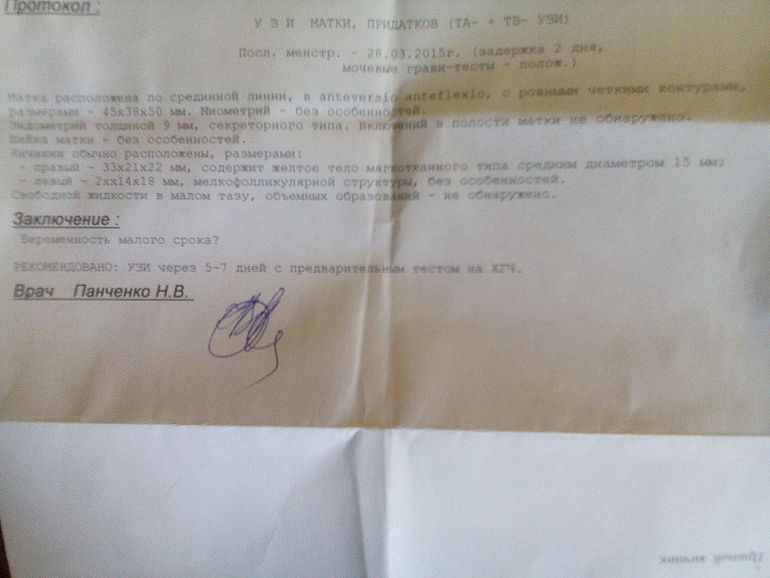 Протокол :
У З И МАТКИ, ПРИДАТКОВ (ТА- + ТВ- УЗИ)
Посл. менстр. - 28.03.2015г. (задержка 2 дня,
мочевые грави-тесты - полож.)
Матка расположена по срединной линии, в anteversio anteflexio, с ровными четкими контурами,
размерами - 45х38х50 мм. Миометрий - без особенностей.
Эндометрий толщиной 9 мм, секреторного типа. Включений в полости матки не обнаружено.
Шейка матки - без особенностей.
Яичники обычно расположены, размерами:
- правый - 33х21х22 мм, содержит желтое тело мягкотканного типа средним диаметром 15 мм;
- левый - 2хх14х18 мм, мелкофолликулярной структуры, без особенностей.
Свободной жидкости в малом тазу, объемных образований - не обнаружено.
Заключение :
Беременность малого срока?
РЕКОМЕНДОВАНО: УЗИ через 5-7 дней с предварительным тестом на ХГЧ.
Врач Панченко Н.В.
Правый яичник